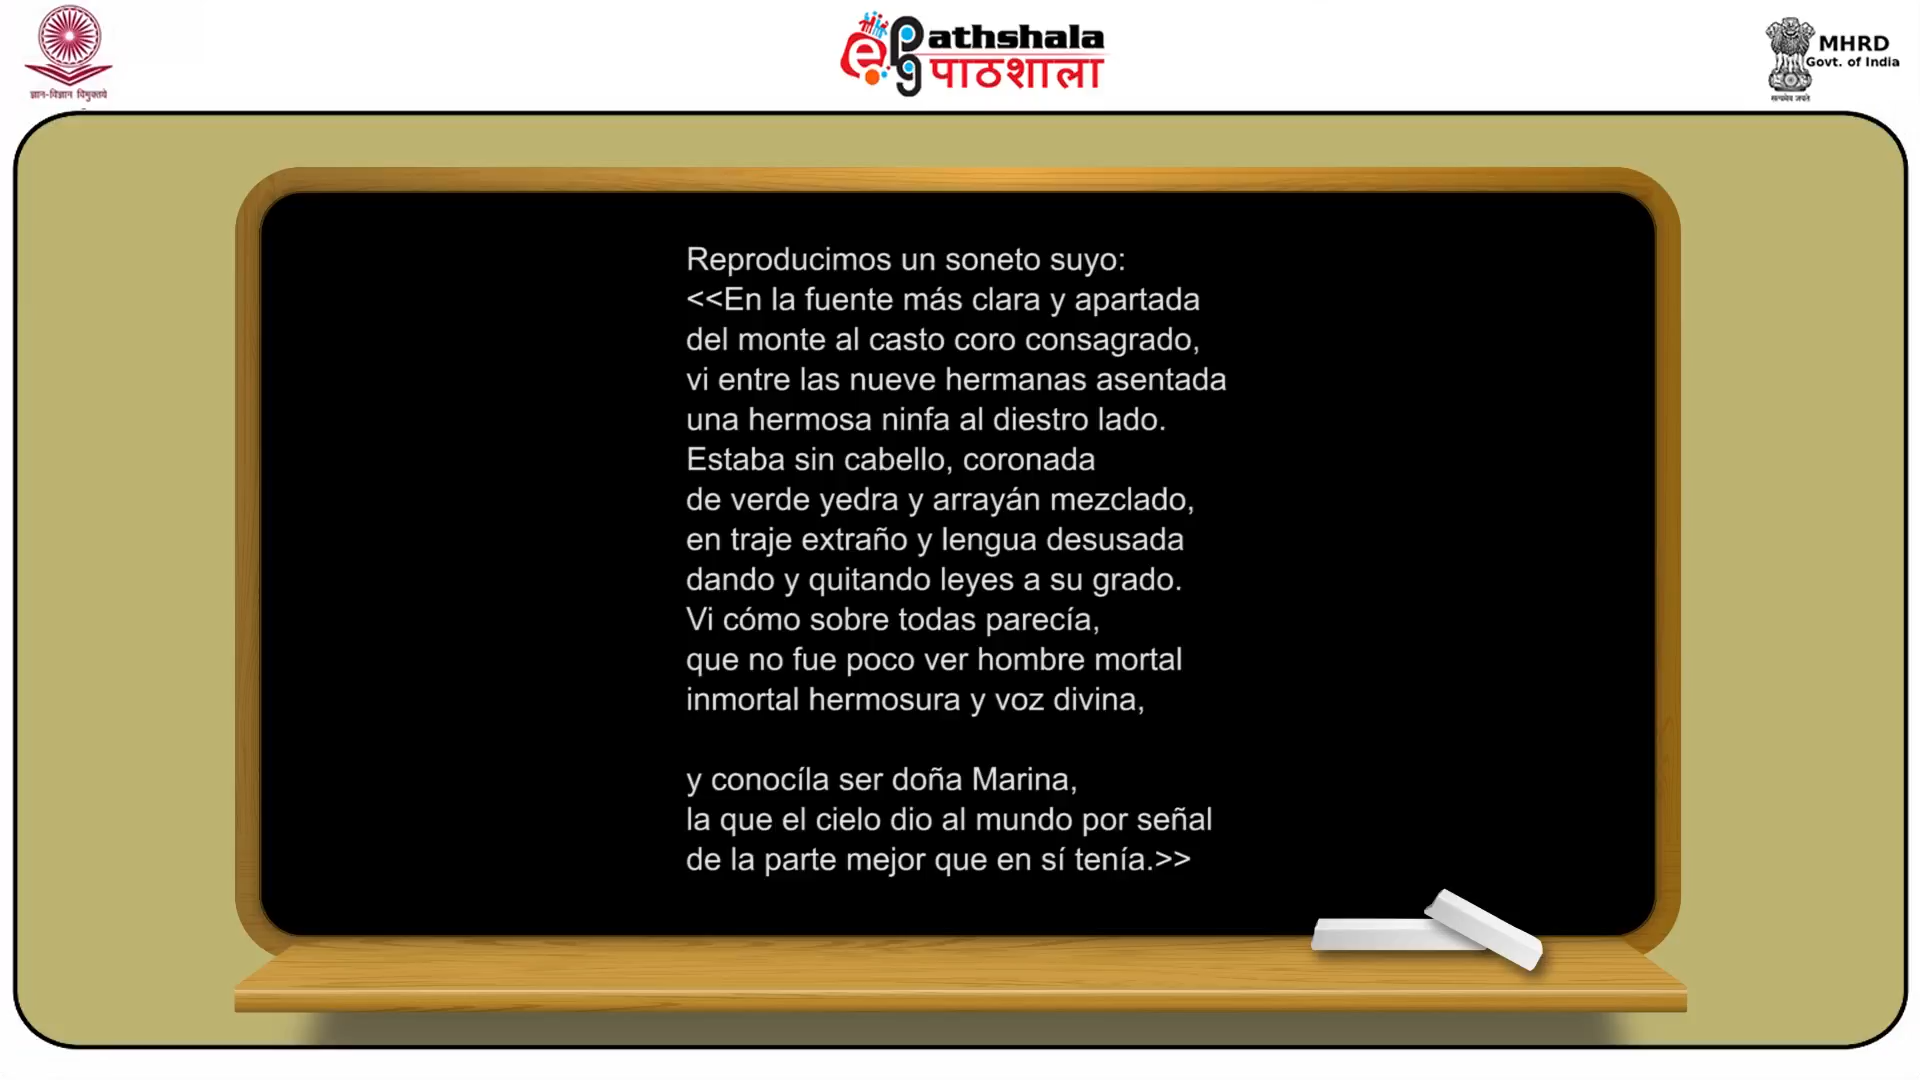 ज्ञान-विज्ञान विमुक्तये
e Pathshala
पाठशाला
MHRD
Govt. of India
सत्यमेव जयते
Reproducimos un soneto suyo:
<<En la fuente más clara y apartada
del monte al casto coro consagrado,
vi entre las nueve hermanas asentada
una hermosa ninfa al diestro lado.
Estaba sin cabello, coronada
de verde yedra y arrayán mezclado,
en traje extraño y lengua desusada
dando y quitando leyes a su grado.
Vi cómo sobre todas parecía,
que no fue poco ver hombre mortal
inmortal hermosura y voz divina,
y conocíla ser doña Marina,
la que el cielo dio al mundo por señal
de la parte mejor que en sí tenía.>>